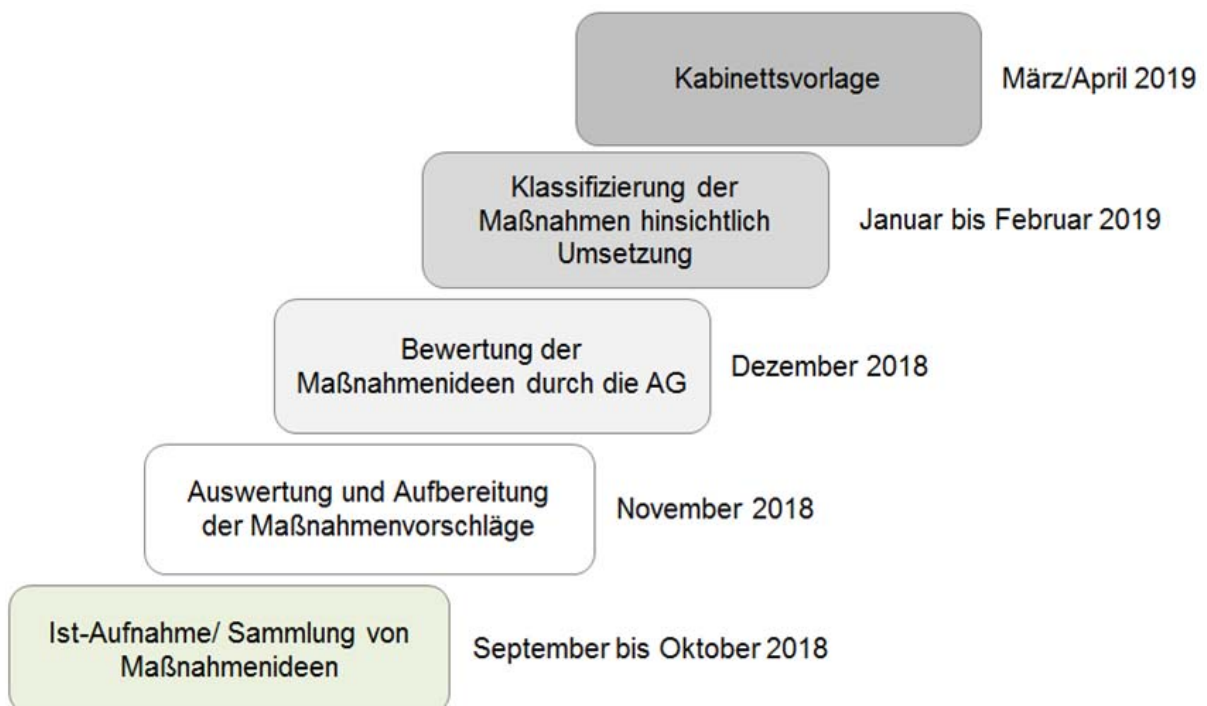 Kabinettsvorlage
März/April 2019
Klassifizierung der
Maßnahmen hinsichtlich
Umsetzung
Januar bis Februar 2019
Bewertung der
Maßnahmenideen durch die AG
Dezember 2018
Auswertung und Aufbereitung
der Maßnahmenvorschläge
November 2018
Ist-Aufnahme/ Sammlung von
Maßnahmenideen
September bis Oktober 2018